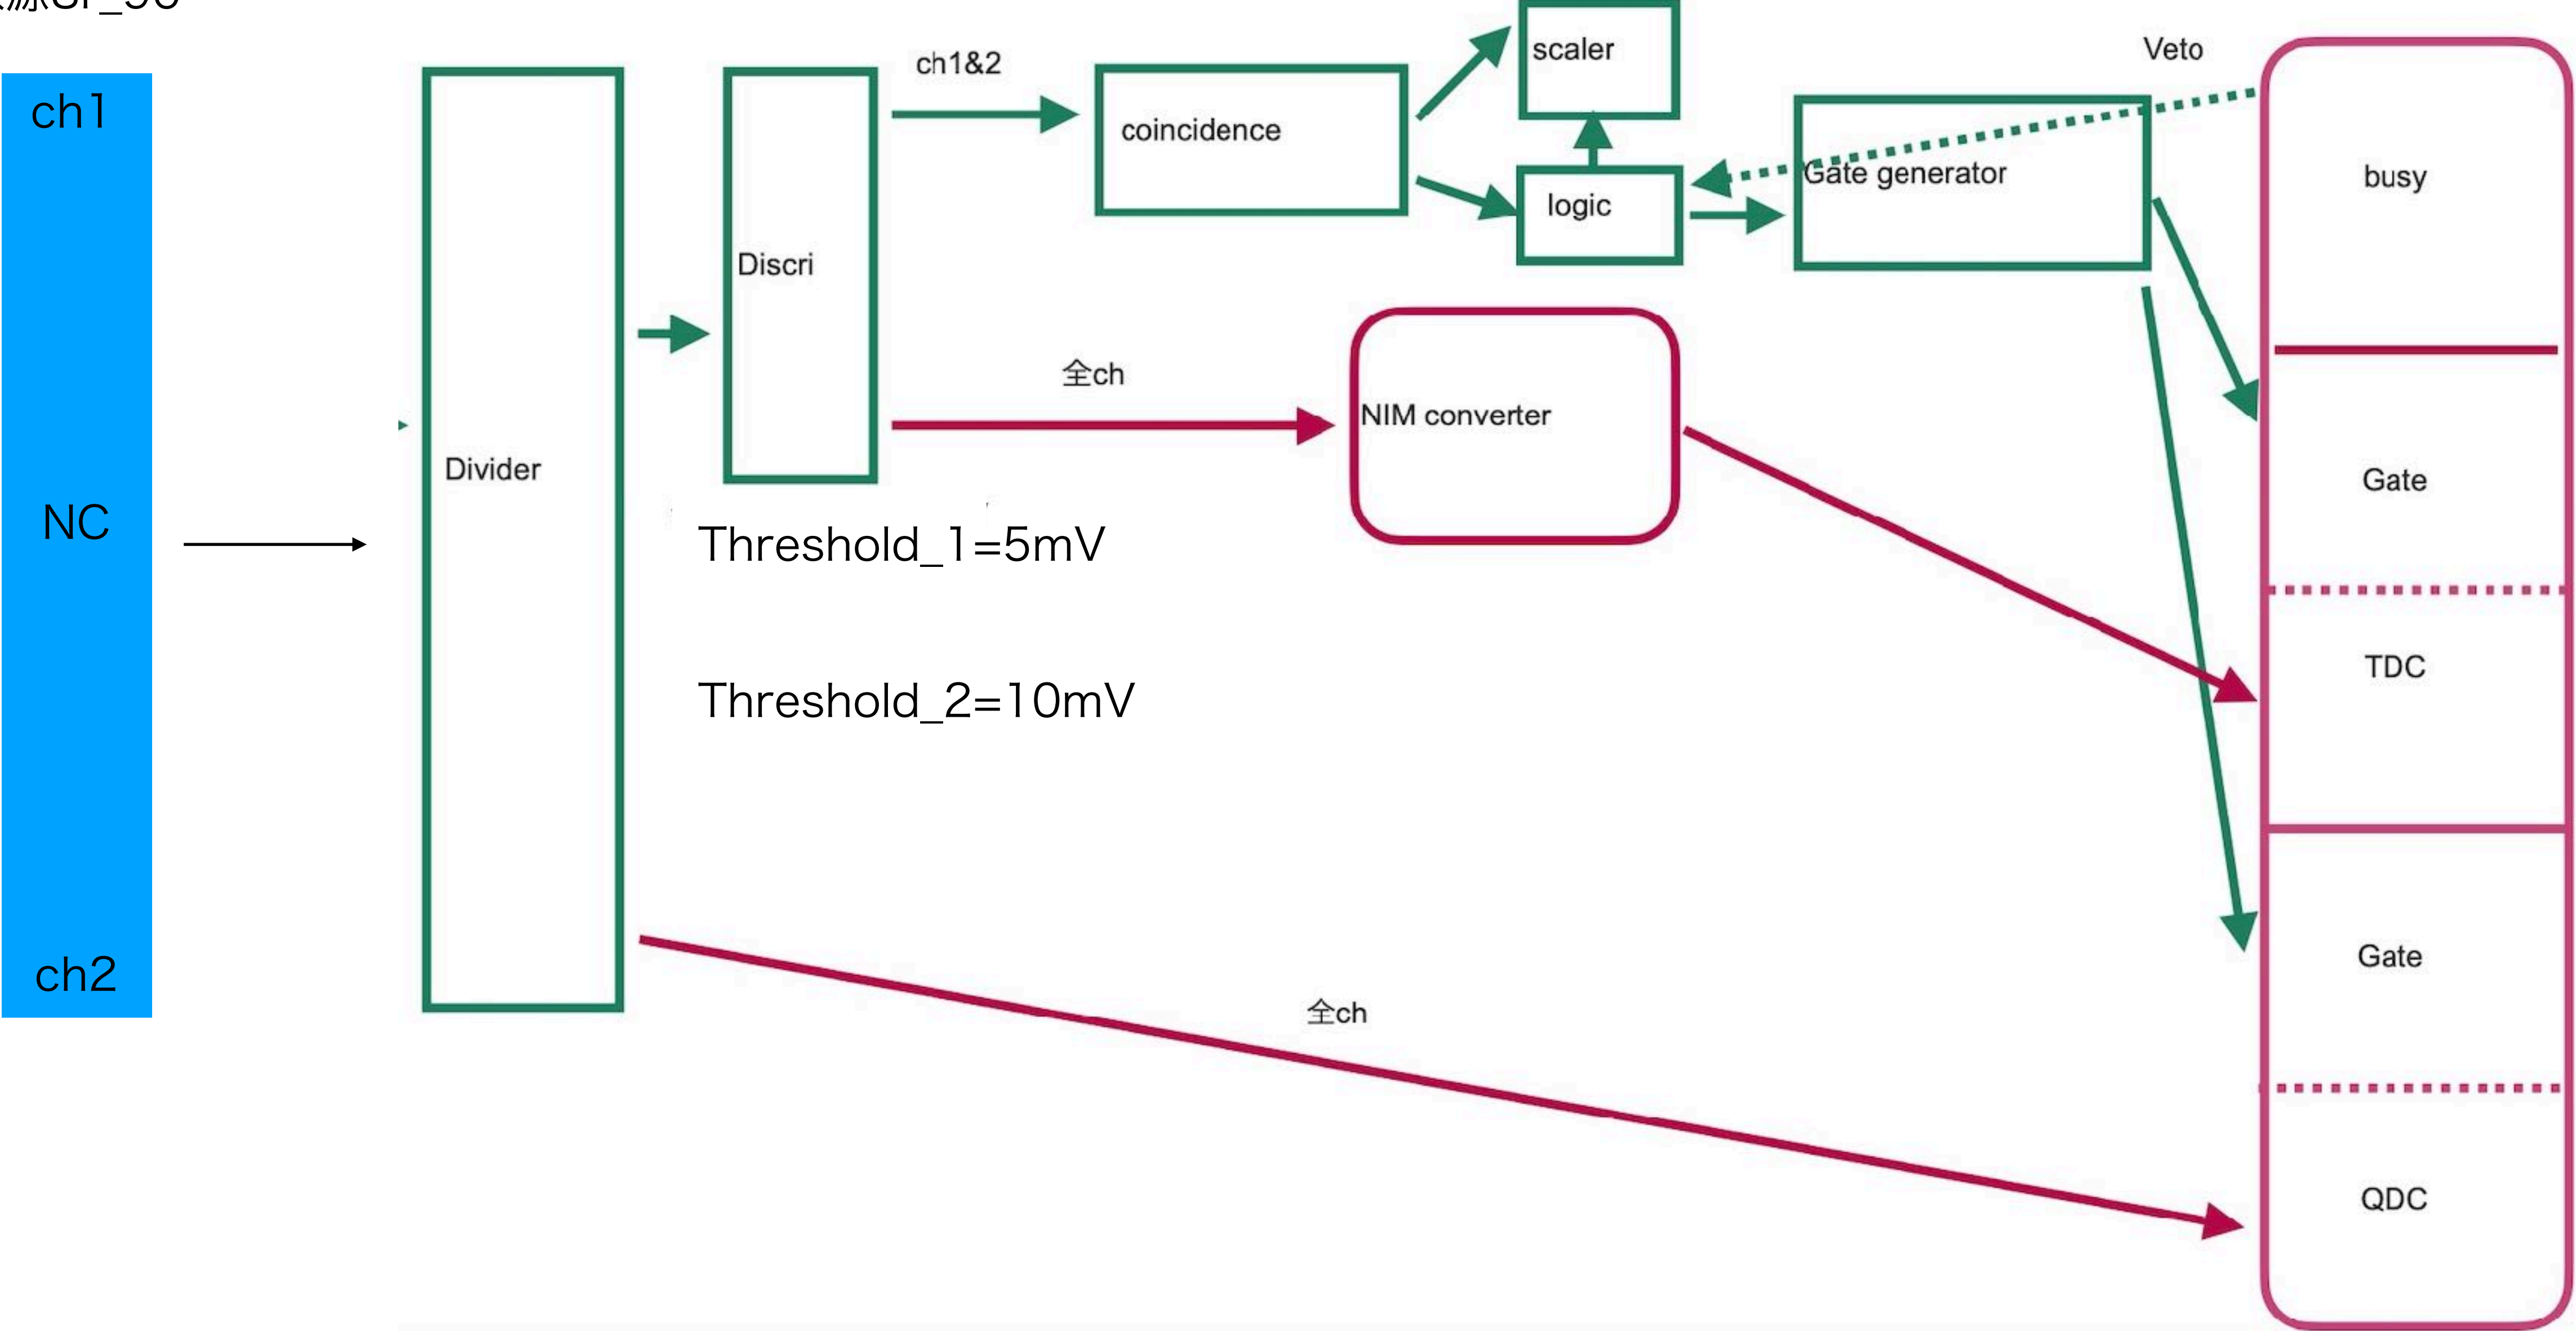 ch1
NC
ch2
Divider
Discri
ch1&2
coincidence
scaler
logic
Gate generator
Veto
全ch
NIM converter
Threshold_1=5mV
Threshold_2=10mV
全ch
busy
Gate
TDC
Gate
QDC